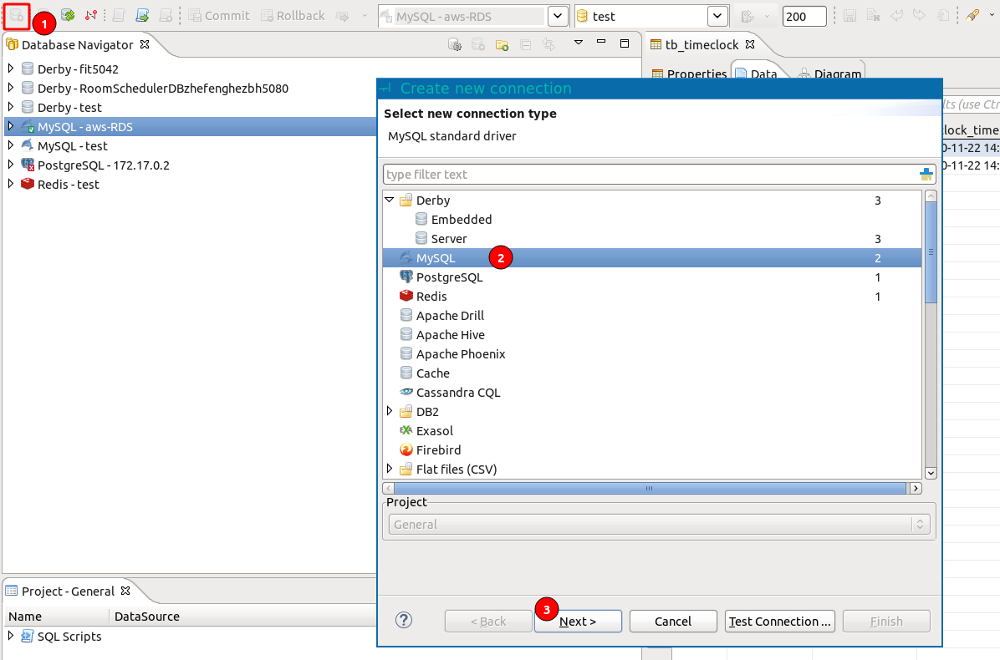 1
Commit
Rollback
MySQL - aws-RDS
test
200
Database Navigator
tb_timeclock
Properties
Data
Diagram
Derby - fit5042
Derby - RoomSchedulerDBzhefenghezbh5080
Derby - test
MySQL - aws-RDS
MySQL - test
PostgreSQL - 172.17.0.2
Redis - test
Create new connection
Select new connection type
MySQL standard driver
type filter text
Derby 3
Embedded
Server 3
MySQL 2 2
PostgreSQL 1
Redis 1
Apache Drill
Apache Hive
Apache Phoenix
Cache
Cassandra CQL
DB2
EXA Exasol
Firebird
Flat files (CSV)
Project
General
3
< Back
Next >
Cancel
Test Connection ...
Finish
(use Ctr
lock_time
0-11-22 14:
0-11-22 14:
Project - General
Name DataSource
SQL Scripts